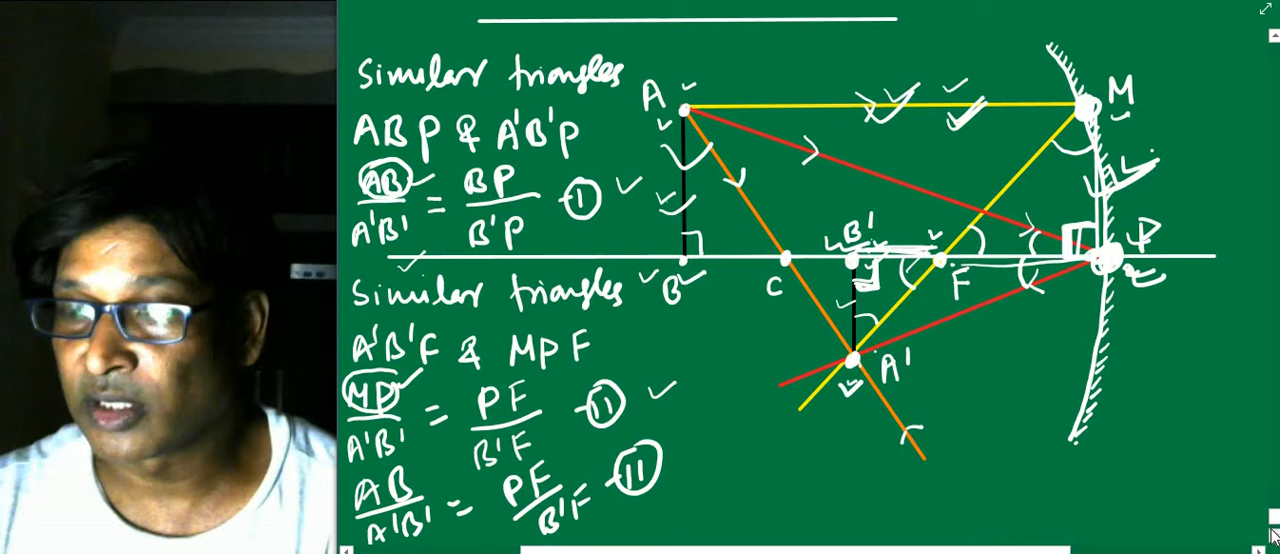 Similar triangles
ABP & A'B'P
AB/A'B' = BP/B'P - I
Similar triangles
A'B'F & MPF
MP/A'B' = PF/B'F - II
AB/A'B' = PF/B'F - II
A
M
B'
P
B
C
F
A'